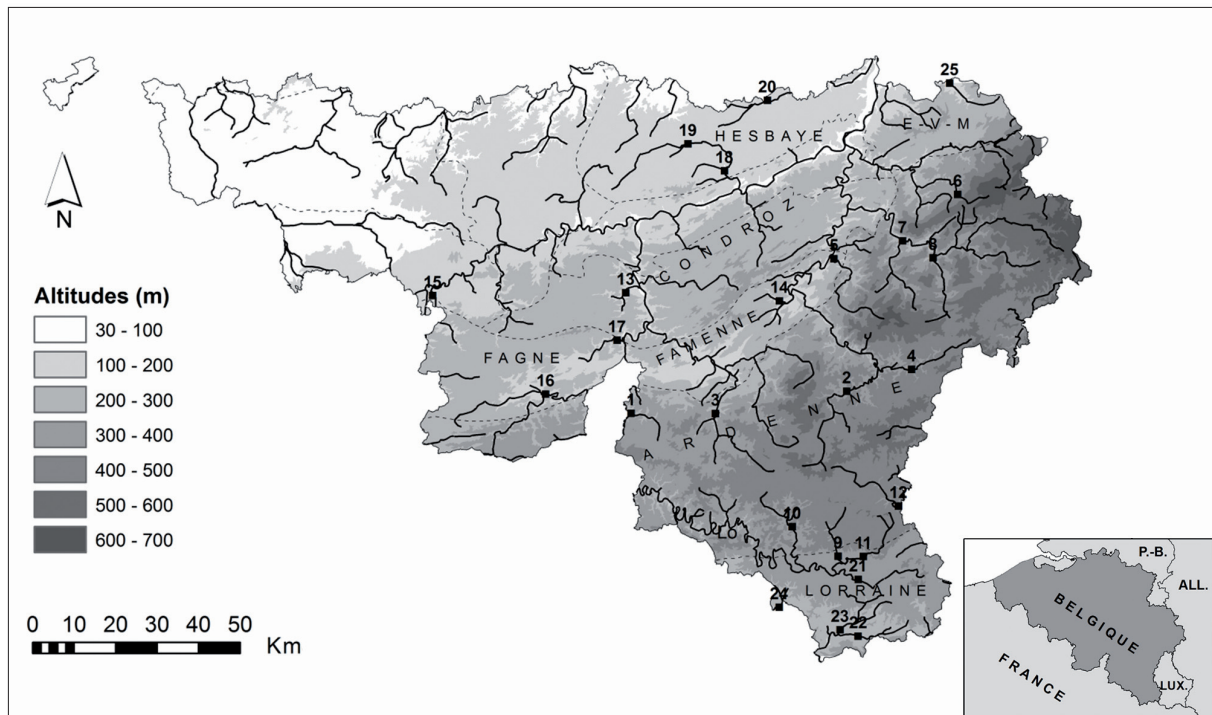 25
20
E-V-M
19
HESBAYE
18
6
CONDROZ
7
8
5
15
13
14
17
FAMENNE
FAGNE
4
16
2
1
3
ARDENNE
12
10
9
11
21
LORRAINE
24
23
22
N
Altitudes (m)
30 - 100
100 - 200
200 - 300
300 - 400
400 - 500
500 - 600
600 - 700
0 10 20 30 40 50
Km
P.-B.
ALL.
BELGIQUE
FRANCE
LUX.